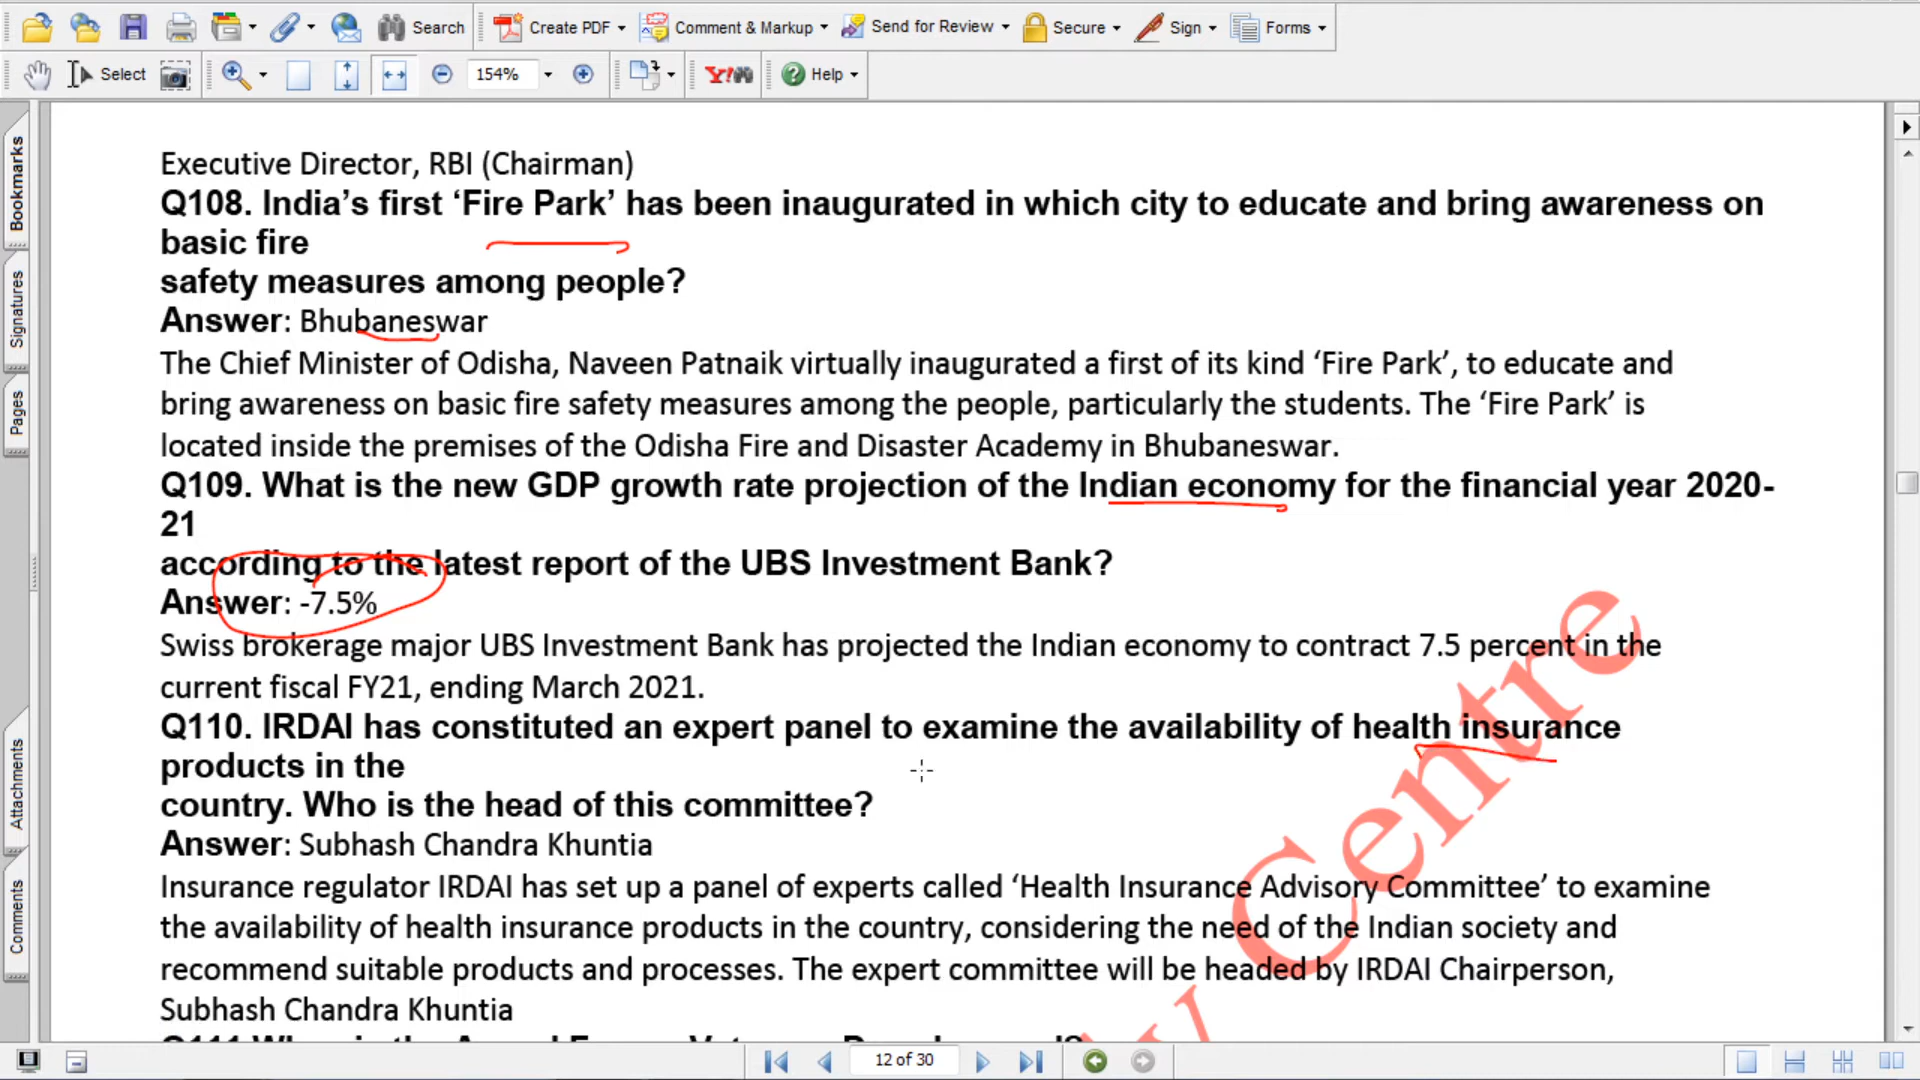 Search
Create PDF
Comment & Markup
Send for Review
Secure
Sign
Forms
Select
154%
Y!
Help
Bookmarks
Signatures
Pages
Attachments
Comments
Executive Director, RBI (Chairman)
Q108. India’s first ‘Fire Park’ has been inaugurated in which city to educate and bring awareness on
basic fire
safety measures among people?
Answer: Bhubaneswar
The Chief Minister of Odisha, Naveen Patnaik virtually inaugurated a first of its kind ‘Fire Park’, to educate and
bring awareness on basic fire safety measures among the people, particularly the students. The ‘Fire Park’ is
located inside the premises of the Odisha Fire and Disaster Academy in Bhubaneswar.
Q109. What is the new GDP growth rate projection of the Indian economy for the financial year 2020-
21
according to the latest report of the UBS Investment Bank?
Answer: -7.5%
Swiss brokerage major UBS Investment Bank has projected the Indian economy to contract 7.5 percent in the
current fiscal FY21, ending March 2021.
Q110. IRDAI has constituted an expert panel to examine the availability of health insurance
products in the
country. Who is the head of this committee?
Answer: Subhash Chandra Khuntia
Insurance regulator IRDAI has set up a panel of experts called ‘Health Insurance Advisory Committee’ to examine
the availability of health insurance products in the country, considering the need of the Indian society and
recommend suitable products and processes. The expert committee will be headed by IRDAI Chairperson,
Subhash Chandra Khuntia
Centre
12 of 30